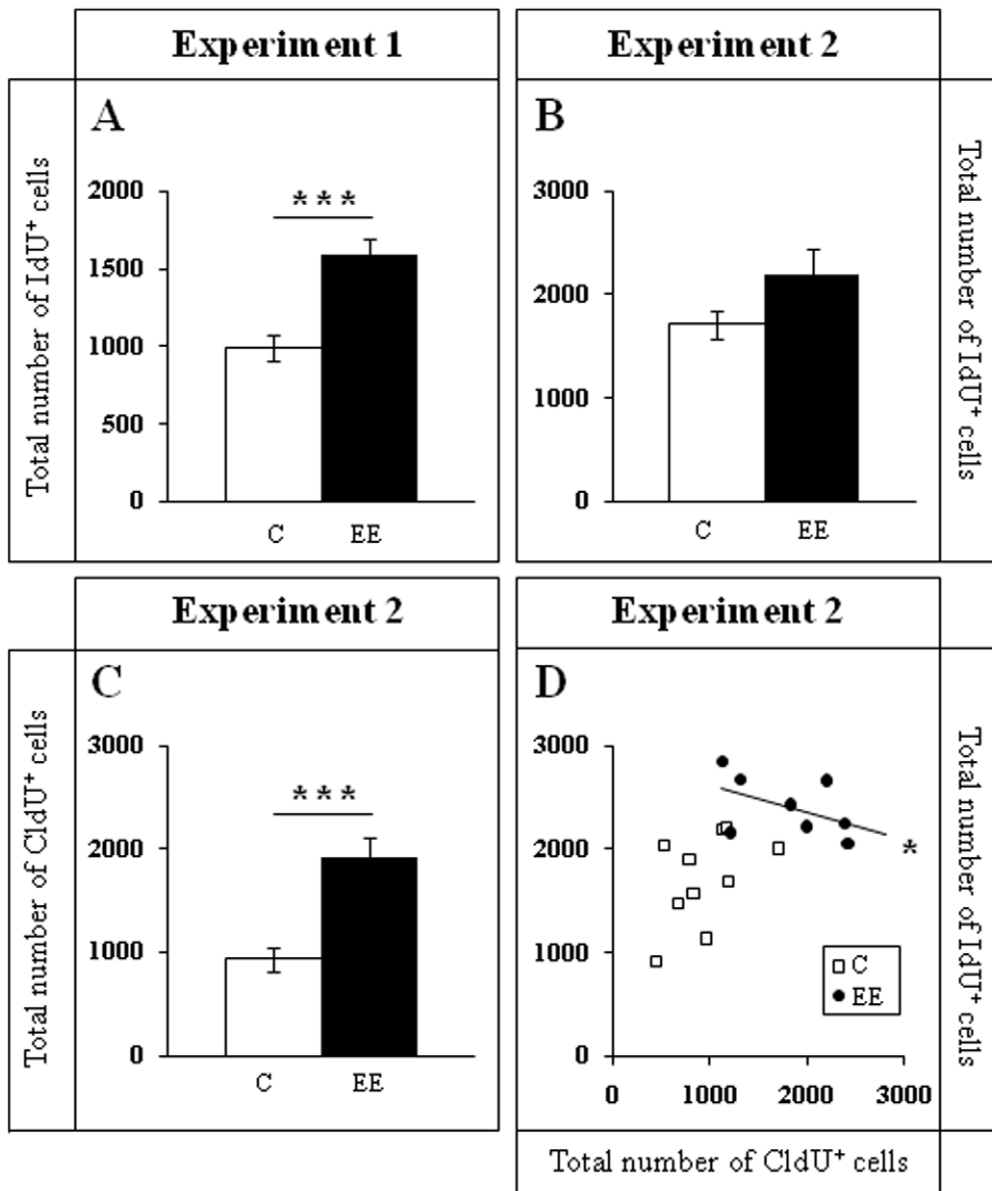 Experiment 1
Experiment 2
Total number of IdU⁺ cells
A
2000
1500
1000
500
0
***
C
EE
B
3000
2000
1000
0
C
EE
Total number of IdU⁺ cells
Experiment 2
Experiment 2
Total number of CldU⁺ cells
C
3000
2000
1000
0
***
C
EE
D
3000
2000
1000
0
*
C
EE
0 1000 2000 3000
Total number of IdU⁺ cells
Total number of CldU⁺ cells